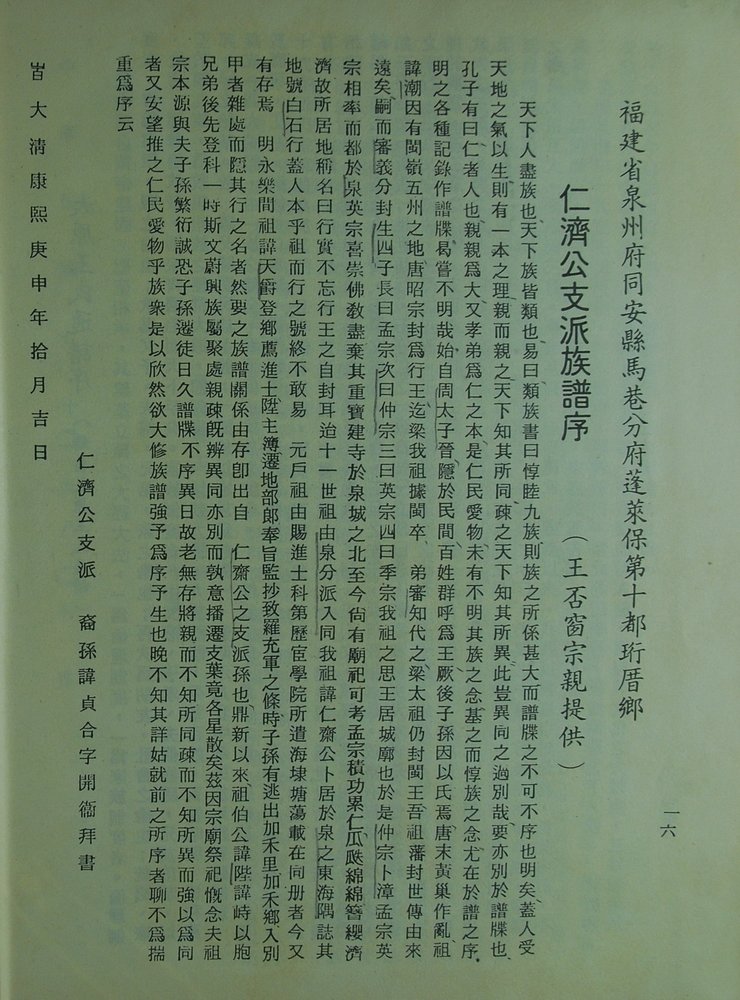 福建省泉州府同安縣馬巷分府蓬萊保第十都珩厝鄉
仁濟公支派族譜序（王丕窗宗親提供）
天下人盡族也天下族皆類也易曰類族書曰惇睦九族則族之所係甚大而譜牒之不可不序也明矣蓋人受
天地之氣以生則有一本之理親而親之天下知其所同疎之天下知其所異此豈異同之過別哉要亦別於譜牒也
孔子有曰仁者人也親親為大又孝弟為仁之本是仁民愛物未有不明其族之念基之而惇族之念尤在於譜之序
明之各種記錄作譜牒曷嘗不明哉始自周太子晉隱於民間百姓群呼為王厥後子孫因以氏焉唐末黃巢作亂祖
諱潮因有閩嶺五州之地唐昭宗封為行王迄梁我祖據閩卒　弟審知代之梁太祖仍封閩王吾祖藩封世傳由來
遠矣嗣而審義分封生四子長曰孟宗次曰仲宗三曰英宗四曰季宗我祖之思王居城廓也於是仲宗卜漳孟宗英
宗相率而都於泉英宗喜崇佛教盡棄其重寶建寺於泉城之北至今尚有廟祀可考孟宗積功累仁瓜瓞綿綿簪纓濟
濟故所居地稱名曰行實不忘行王之自封耳迨十一世祖由泉分派入同我祖諱仁齋公卜居於泉之東海隅誌其
地號白石行蓋人本乎祖而行之號終不敢易　元戶祖由賜進士科第歷宦學院所遣海埭塘蕩載在同册者今又
有存焉　明永樂間祖諱天爵登鄉薦進士陞主簿遷地部郎奉旨監抄致羅充軍之條時子孫有逃出加禾里加禾鄉入別
甲者雜處而隱其行之名者然要之族譜關係由存卽出自　仁齋公之支派孫也鼎新以來祖伯公諱陛諱峙以胞
兄弟後先登科一時斯文蔚興族屬聚處親疎旣辨異同亦別而孰意播遷支葉竟各星散矣茲因宗廟祭祀慨念夫祖
宗本源與夫子孫繁衍誠恐子孫遷徒日久譜牒不序異日故老無存將親而不知所同疎而不知所異而強以為同
者又安望推之仁民愛物乎族衆是以欣然欲大修族譜強予為序予生也晚不知其詳姑就前之所序者聊不為揣
重為序云
仁濟公支派　裔孫諱貞合字開衢拜書
旹大清康熙庚申年拾月吉日
一六